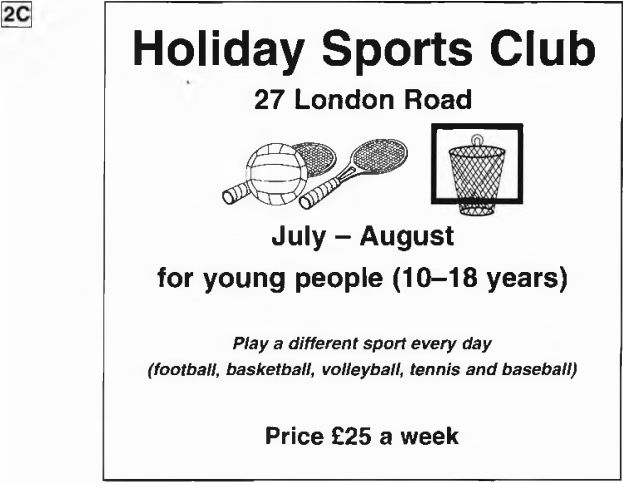 2C
Holiday Sports Club
27 London Road
July – August
for young people (10–18 years)
Play a different sport every day
(football, basketball, volleyball, tennis and baseball)
Price £25 a week